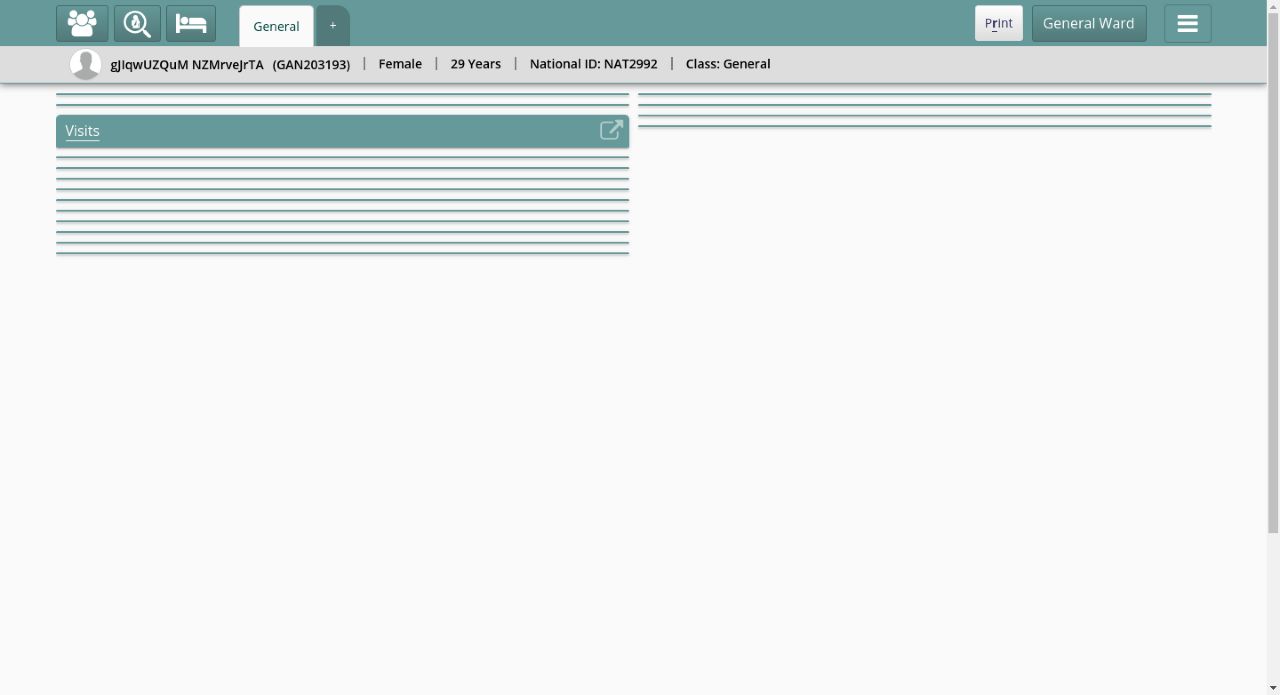 General
+
Print
General Ward
gJIqwUZQuM NZMrveJrTA (GAN203193) | Female | 29 Years | National ID: NAT2992 | Class: General
Visits